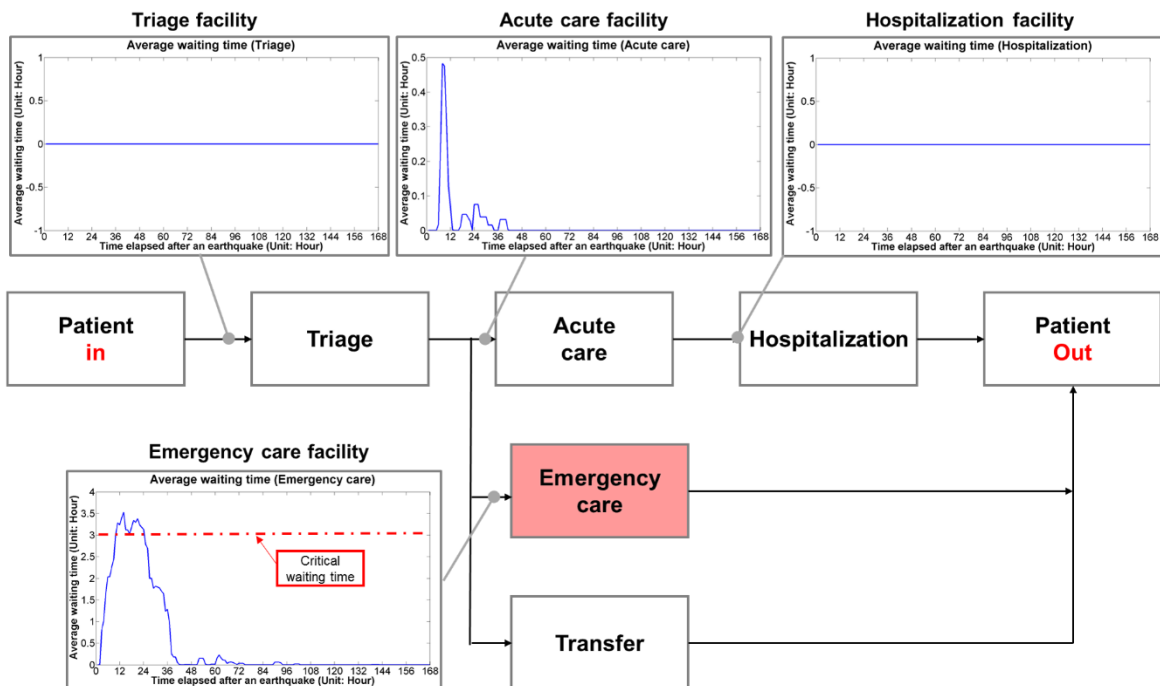 Triage facility
Acute care facility
Hospitalization facility
Average waiting time (Triage)
Average waiting time (Unit: Hour)
1
0.5
0
-0.5
-1
0 12 24 36 48 60 72 84 96 108 120 132 144 156 168
Time elapsed after an earthquake (Unit: Hour)
Average waiting time (Acute care)
Average waiting time (Unit: Hour)
0.5
0.4
0.3
0.2
0.1
0
0 12 24 36 48 60 72 84 96 108 120 132 144 156 168
Time elapsed after an earthquake (Unit: Hour)
Average waiting time (Hospitalization)
Average waiting time (Unit: Hour)
1
0.5
0
-0.5
-1
0 12 24 36 48 60 72 84 96 108 120 132 144 156 168
Time elapsed after an earthquake (Unit: Hour)
Patient
in
Triage
Acute
care
Hospitalization
Patient
Out
Emergency care facility
Average waiting time (Emergency care)
Average waiting time (Unit: Hour)
4
3.5
3
2.5
2
1.5
1
0.5
0
Critical
waiting time
0 12 24 36 48 60 72 84 96 108 120 132 144 156 168
Time elapsed after an earthquake (Unit: Hour)
Emergency
care
Transfer